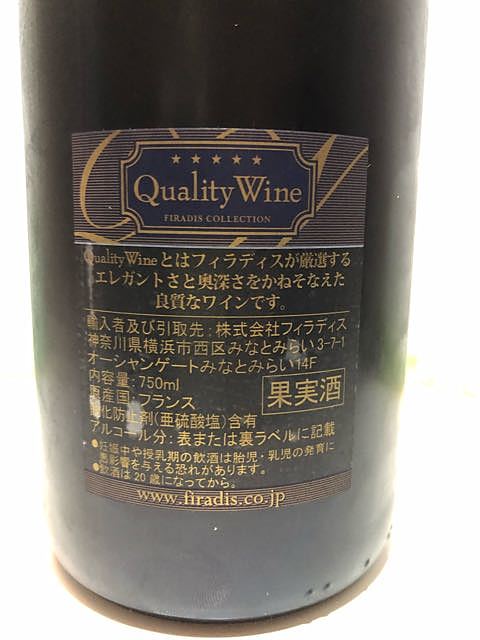 ★★★★★
Quality Wine
FIRADIS COLLECTION
QualityWineとはフィラディスが厳選する
エレガントさと奥深さをかねそなえた
良質なワインです。
輸入者及び引取先:株式会社フィラディス
神奈川県横浜市西区みなとみらい3-7-1
オーシャンゲートみなとみらい14F
内容量:750ml
原産国:フランス
果実酒
酸化防止剤(亜硫酸塩)含有
アルコール分:表または裏ラベルに記載
●妊娠中や授乳期の飲酒は胎児・乳児の発育に
悪影響を与える恐れがあります。
●飲酒は20歳になってから。
www.firadis.co.jp